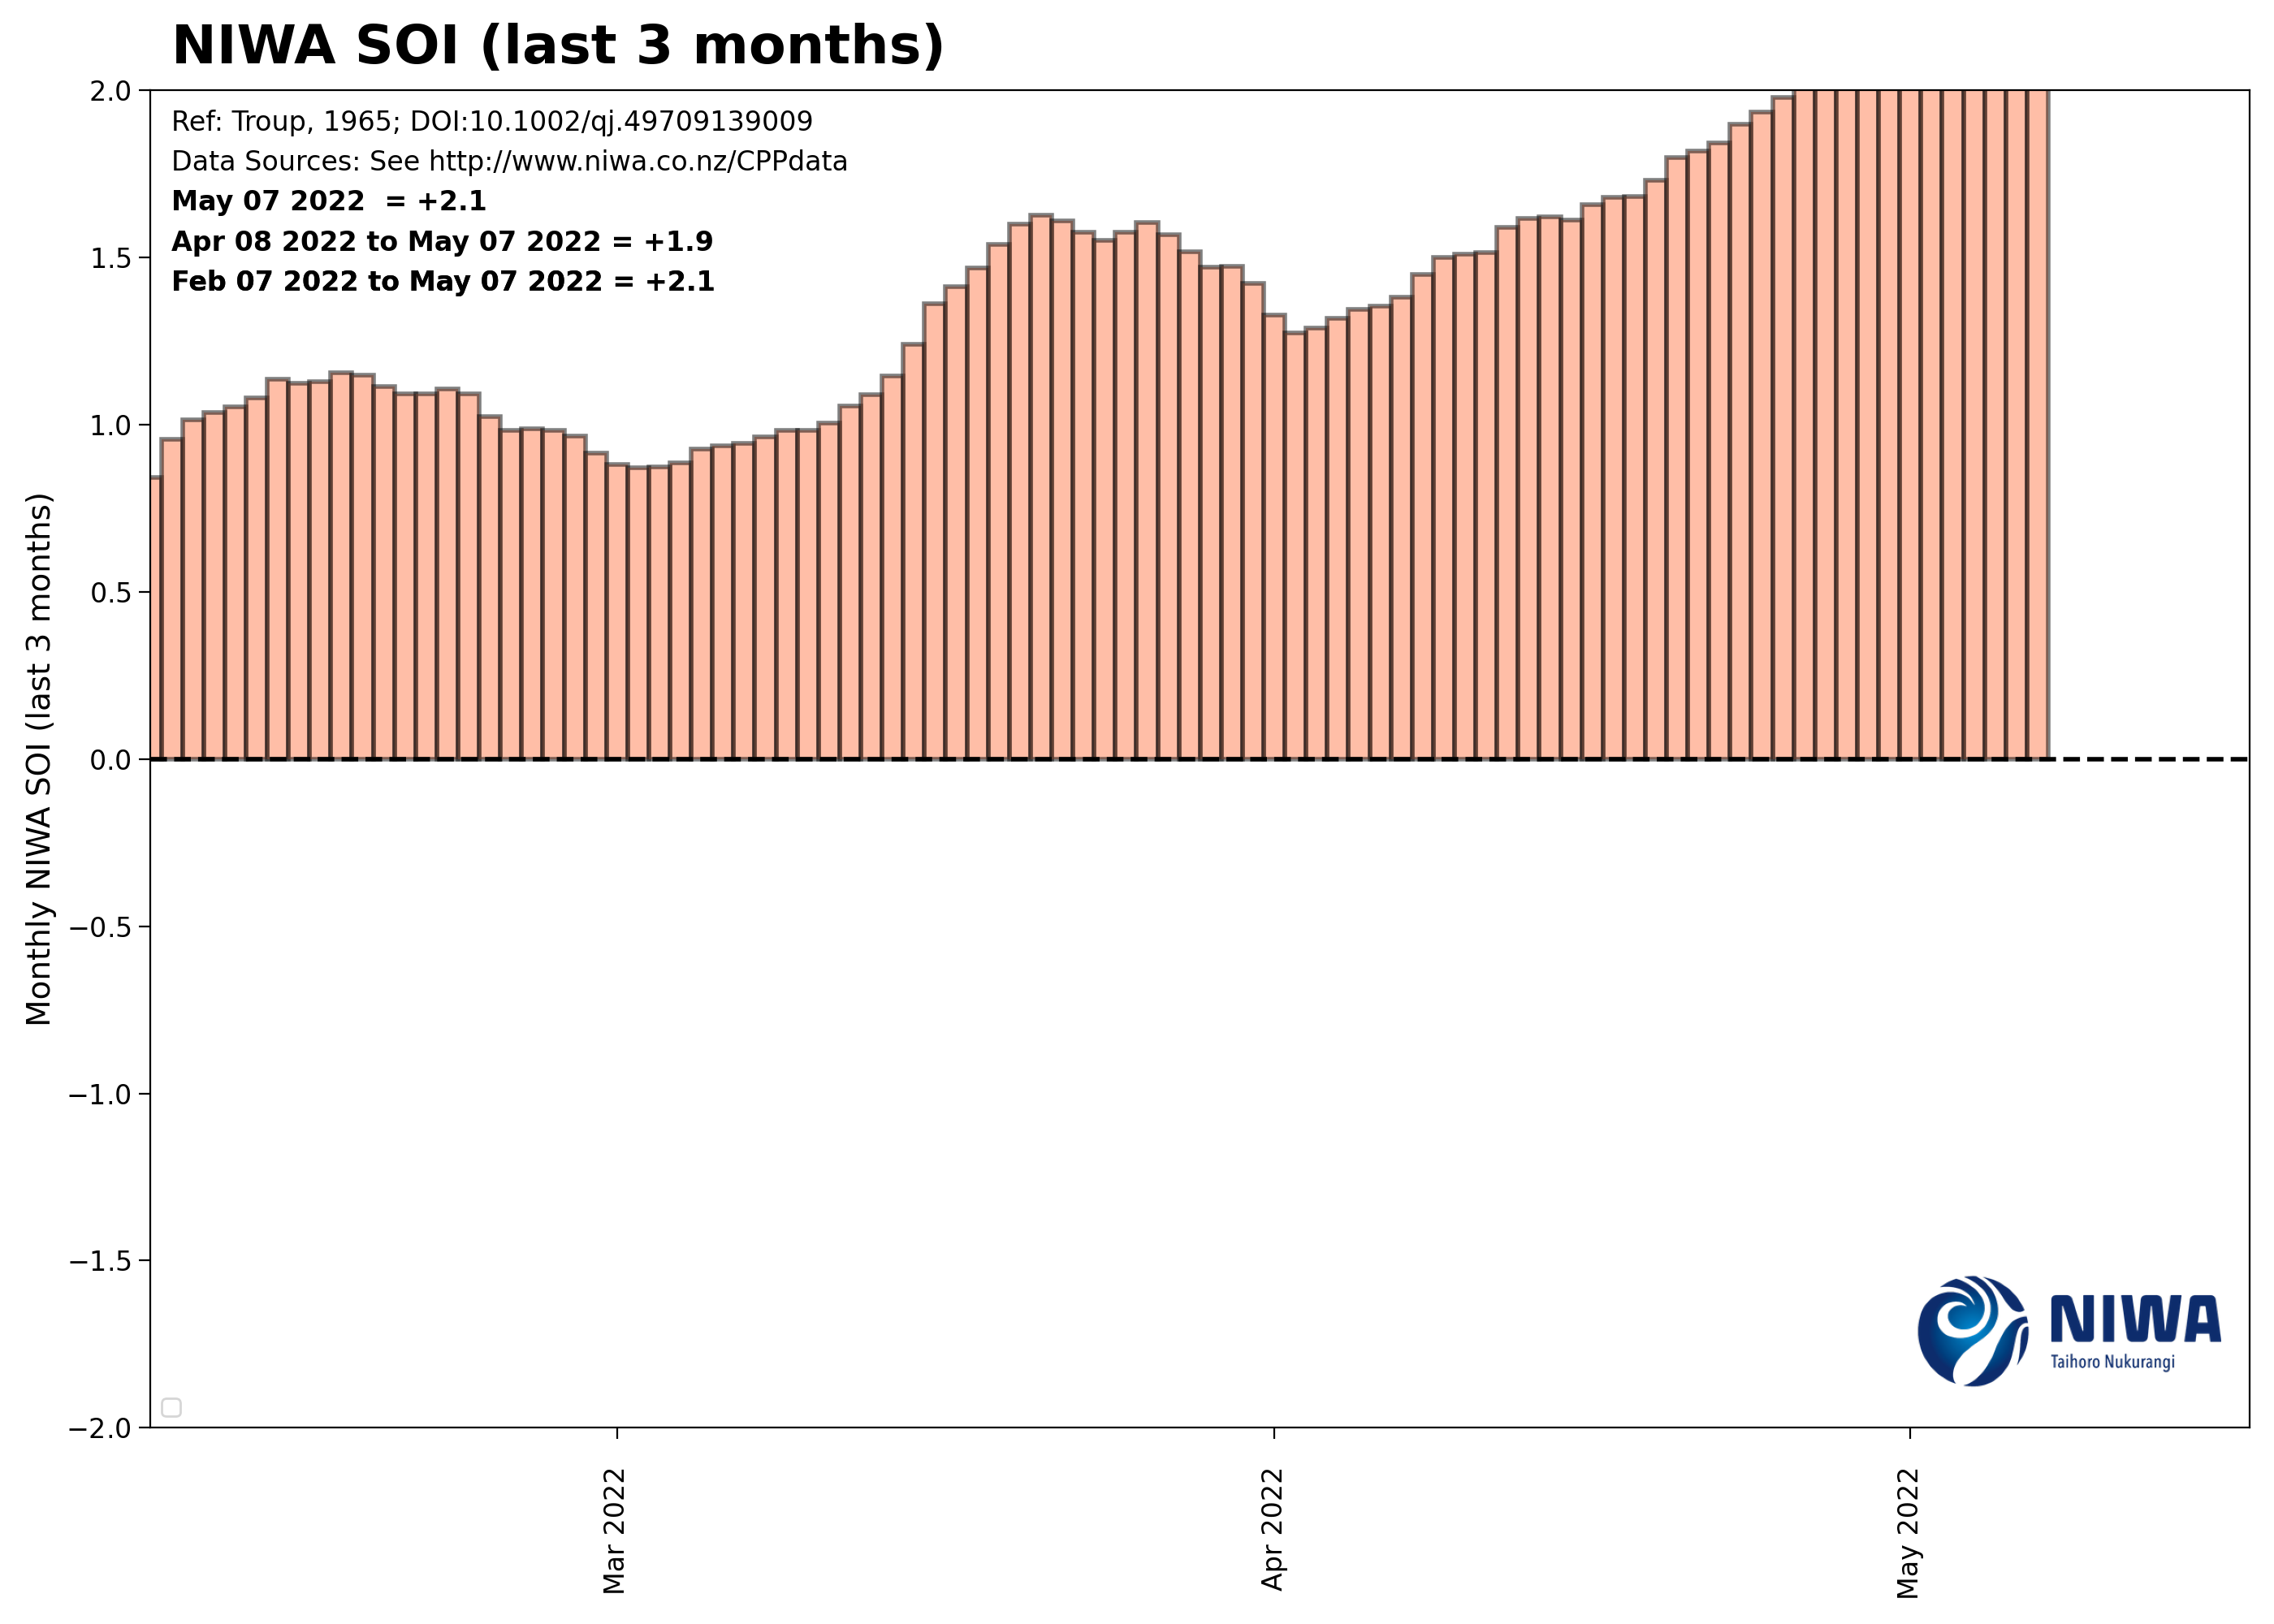 NIWA SOI (last 3 months)
Ref: Troup, 1965; DOI:10.1002/qj.49709139009
Data Sources: See http://www.niwa.co.nz/CPPdata
May 07 2022  = +2.1
Apr 08 2022 to May 07 2022 = +1.9
Feb 07 2022 to May 07 2022 = +2.1
Monthly NIWA SOI (last 3 months)
2.0
1.5
1.0
0.5
0.0
−0.5
−1.0
−1.5
−2.0
Mar 2022
Apr 2022
May 2022
NIWA
Taihoro Nukurangi